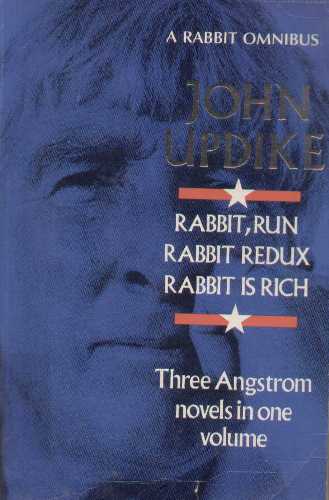 A RABBIT OMNIBUS
JOHN
UPDIKE
RABBIT, RUN
RABBIT REDUX
RABBIT IS RICH
Three Angstrom
novels in one
volume